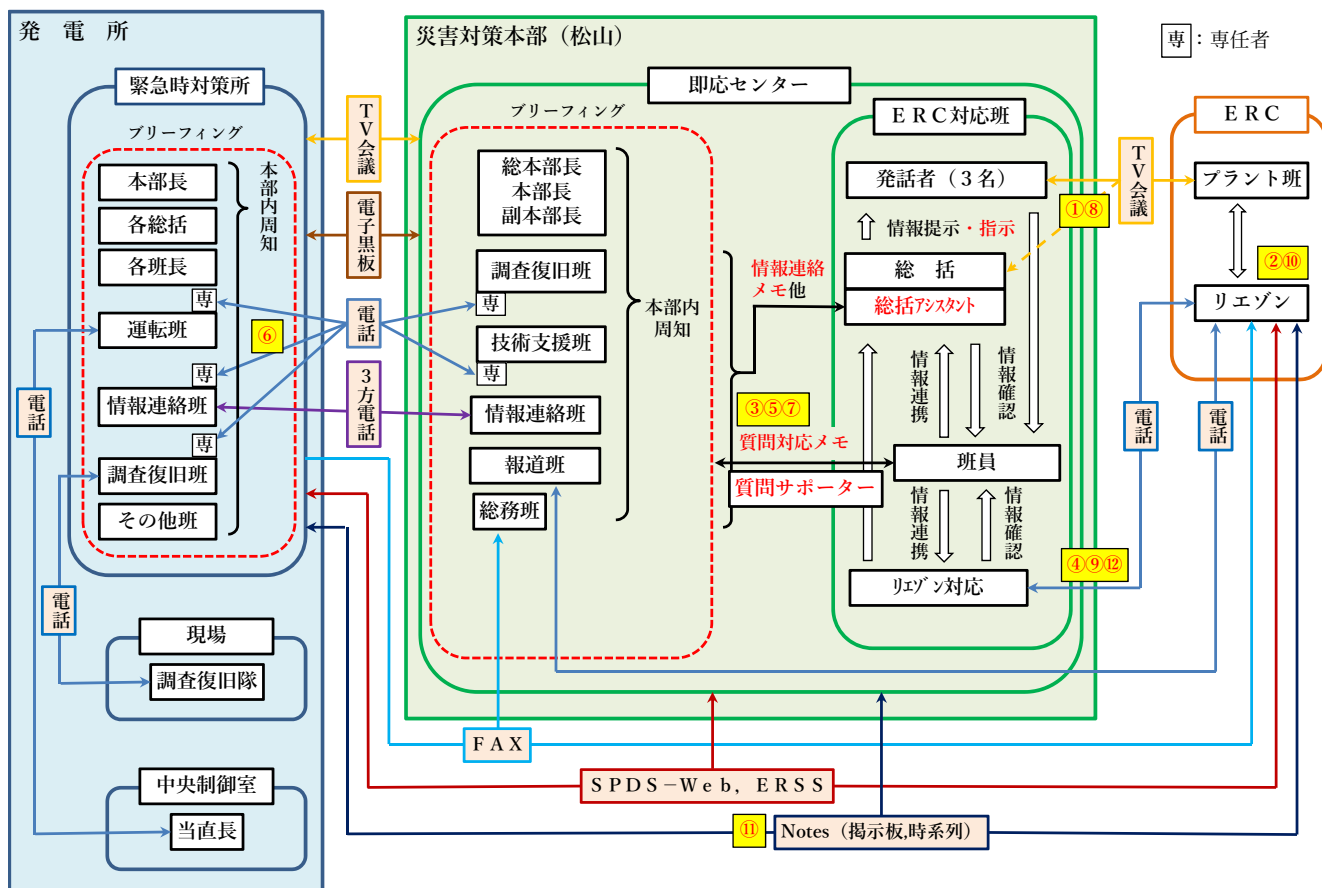 発 電 所
緊急時対策所
ブリーフィング
本部長
各総括
各班長
専
運転班
専
情報連絡班
専
調査復旧班
その他班
本部内周知
⑥
電話
電話
現場
調査復旧隊
中央制御室
当直長
TV会議
電子黒板
電話
3方電話
災害対策本部（松山）
即応センター
ブリーフィング
総本部長
本部長
副本部長
調査復旧班
専
技術支援班
専
情報連絡班
報道班
総務班
本部内
周知
情報連絡
メモ他
③⑤⑦
質問対応メモ
質問サポーター
ERC対応班
発話者（3名）
情報提示・指示
①⑧
総 括
総括アシスタント
情報連携
情報確認
班員
情報連携
情報確認
リエゾン対応
④⑨⑫
専：専任者
TV会議
ERC
プラント班
②⑩
リエゾン
電話
電話
FAX
SPDS-Web, ERSS
⑪
Notes（掲示板,時系列）